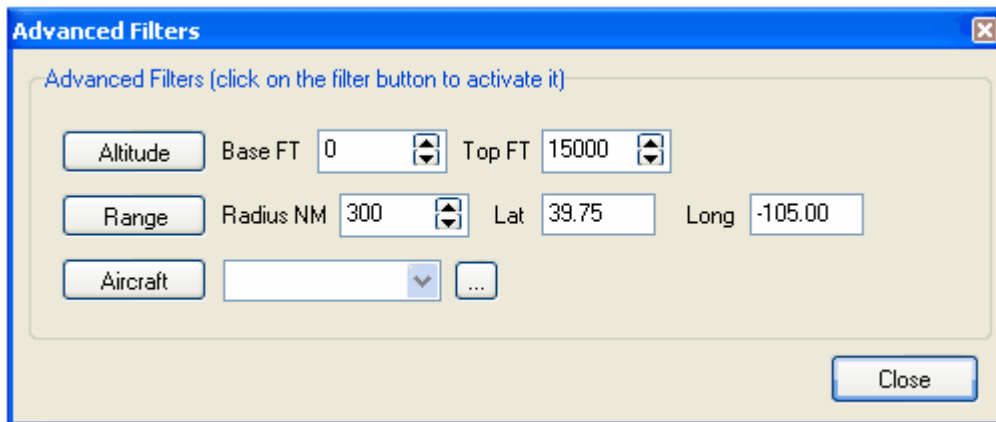 Advanced Filters
Advanced Filters (click on the filter button to activate it)
Altitude Base FT 0 Top FT 15000
Range Radius NM 300 Lat 39.75 Long -105.00
Aircraft ...
Close